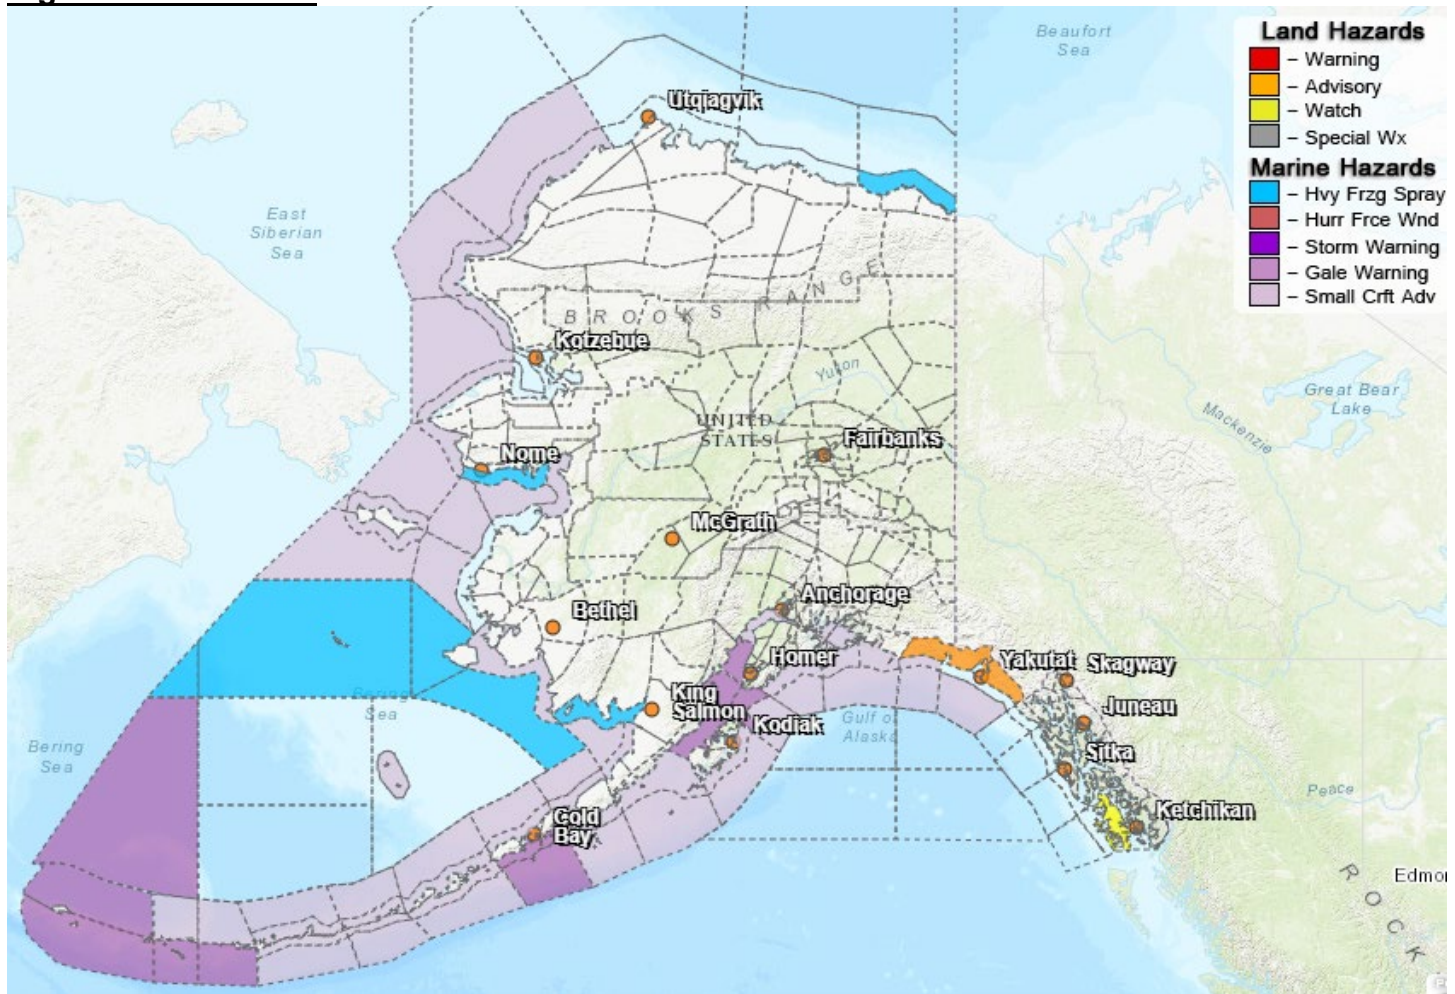 Utqiagvik
Beaufort
Sea
Land Hazards
– Warning
– Advisory
– Watch
– Special Wx
Marine Hazards
– Hvy Frzg Spray
– Hurr Frce Wnd
– Storm Warning
– Gale Warning
– Small Crft Adv
East
Siberian
Sea
BROOKS RANGE
Kotzebue
Yukon
Great Bear
Lake
Mackenzie
UNITED
STATES
Fairbanks
Nome
McGrath
Anchorage
Bethel
Homer
Yakutat
Skagway
King
Salmon
Kodiak
Juneau
Bering
Sea
Gulf of
Alaska
Sitka
Bering
Sea
Peace
Cold
Bay
Ketchikan
Edmo
ROCK